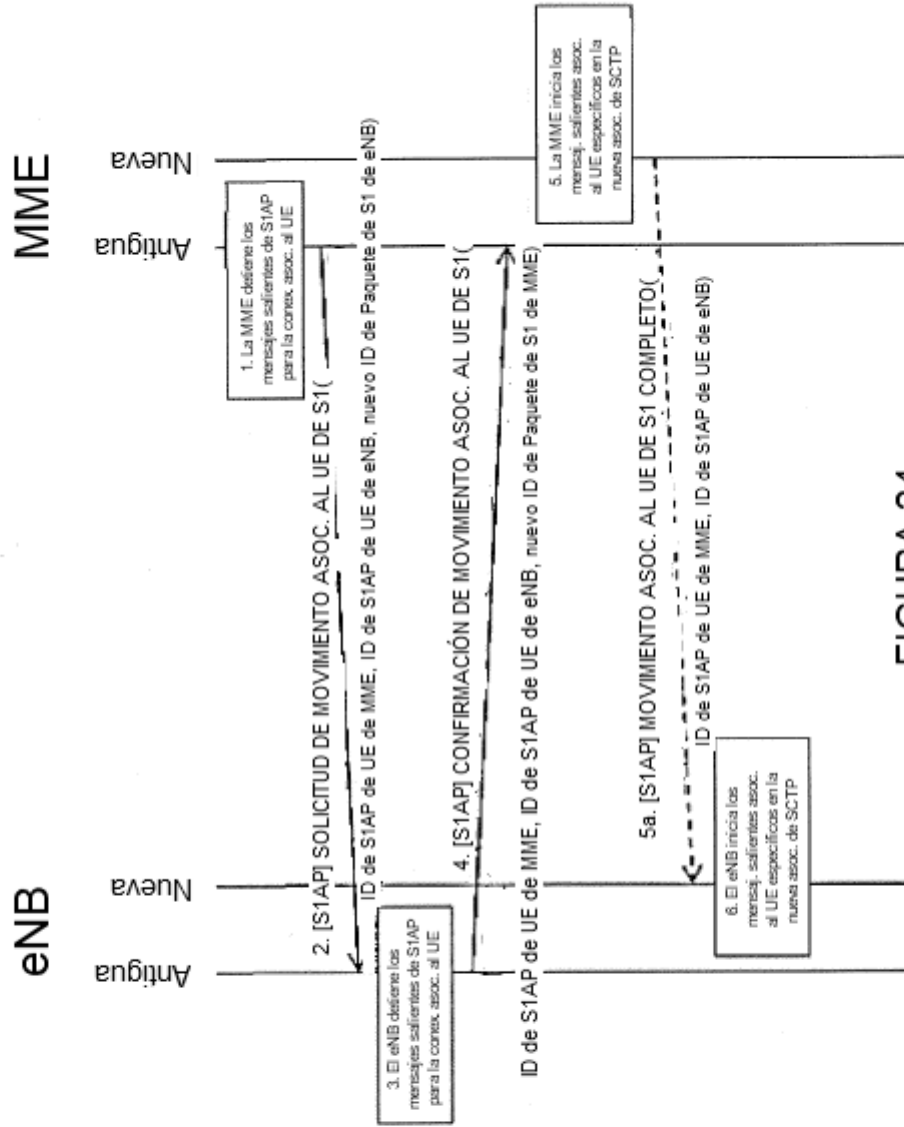 eNB
MME
Antigua
Nueva
Antigua
Nueva
1. La MME detiene los
mensajes salientes de S1AP
para la conex. asoc. al UE
2. [S1AP] SOLICITUD DE MOVIMIENTO ASOC. AL UE DE S1(
ID de S1AP de UE de MME, ID de S1AP de UE de eNB, nuevo ID de Paquete de S1 de eNB)
3. El eNB detiene los
mensajes salientes de S1AP
para la conex. asoc. al UE
4. [S1AP] CONFIRMACIÓN DE MOVIMIENTO ASOC. AL UE DE S1(
ID de S1AP de UE de MME, ID de S1AP de UE de eNB, nuevo ID de Paquete de S1 de MME)
5. La MME inicia los
mensaj. salientes asoc.
al UE especificos en la
nueva asoc. de SCTP
5a. [S1AP] MOVIMIENTO ASOC. AL UE DE S1 COMPLETO(
ID de S1AP de UE de MME, ID de S1AP de UE de eNB)
6. El eNB inicia los
mensaj. salientes asoc.
al UE especificos en la
nueva asoc. de SCTP